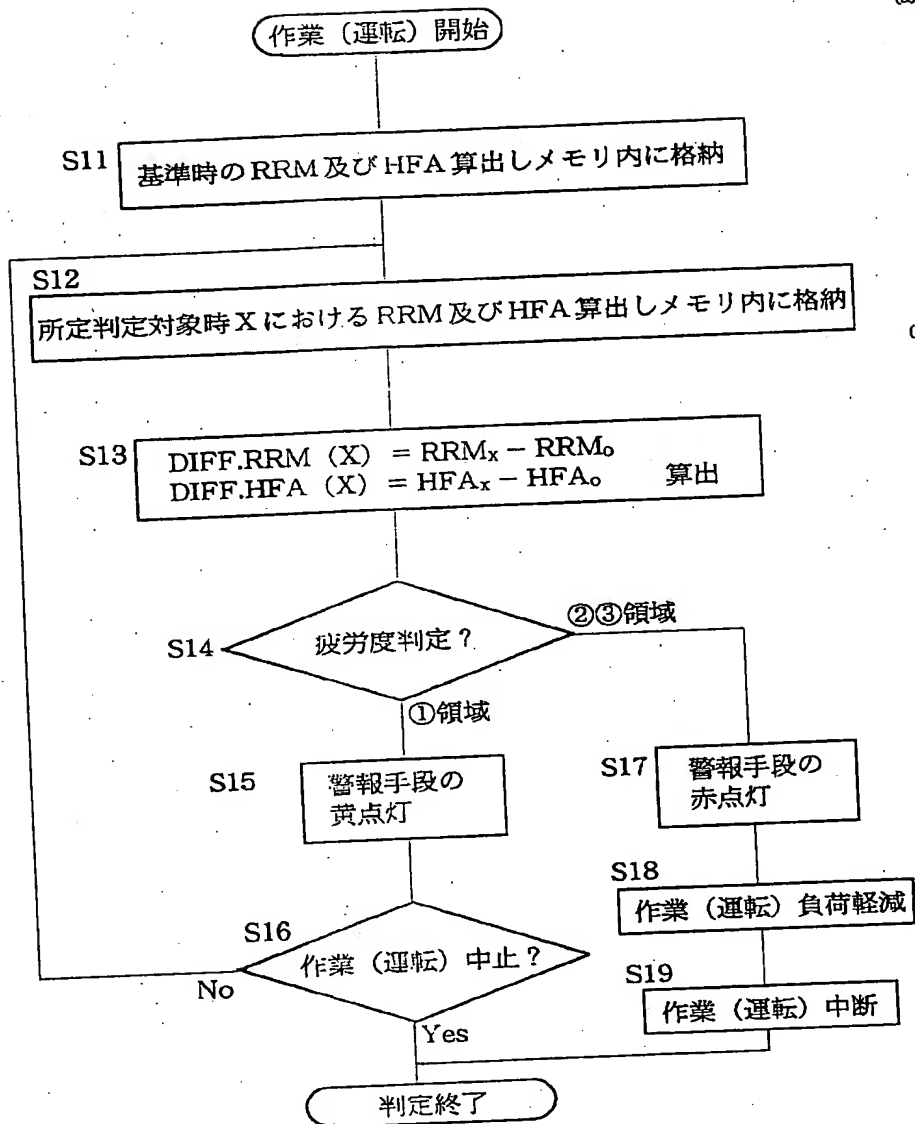 作業（運転）開始
S11
基準時のRRM及びHFA算出しメモリ内に格納
S12
所定判定対象時XにおけるRRM及びHFA算出しメモリ内に格納
S13
DIFF.RRM（X）＝RRMx－RRMo
DIFF.HFA（X）＝HFAx－HFAo 算出
S14
疲労度判定？
②③領域
①領域
S15
警報手段の
黄点灯
S17
警報手段の
赤点灯
S18
作業（運転）負荷軽減
S16
作業（運転）中止？
No
Yes
S19
作業（運転）中断
判定終了